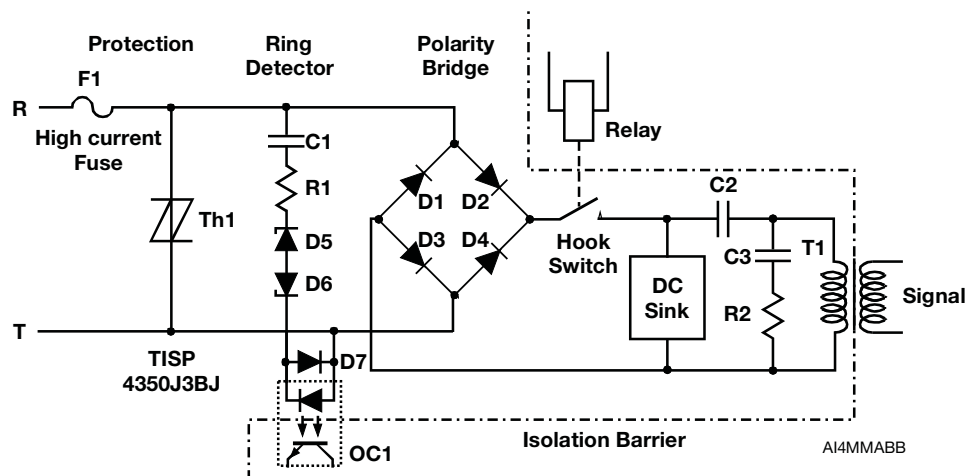 Protection
Ring
Detector
Polarity
Bridge
F1
R
High current
Fuse
Relay
C1
R1
Th1
D1
D2
D5
D3
D4
D6
Hook
Switch
C2
C3
T1
DC
Sink
R2
Signal
T
TISP
4350J3BJ
D7
OC1
Isolation Barrier
AI4MMABB